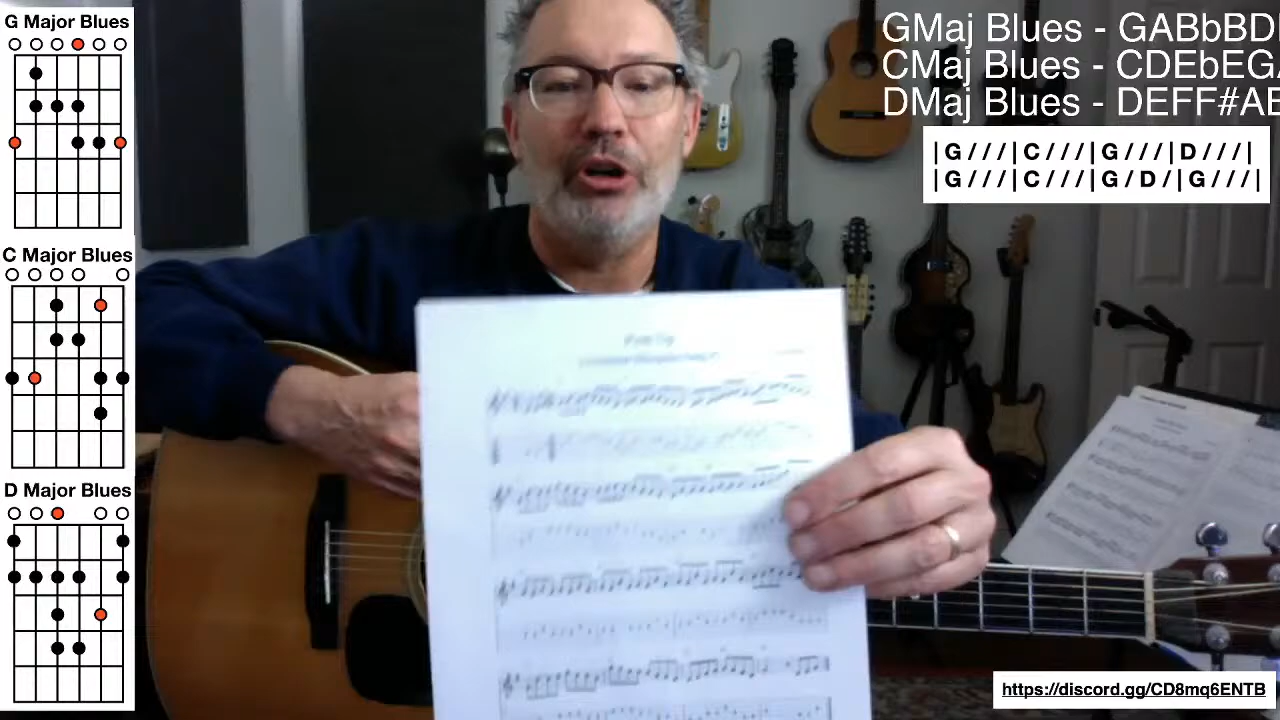 G Major Blues
C Major Blues
D Major Blues
GMaj Blues - GABbBD
CMaj Blues - CDEbEG
DMaj Blues - DEFF#A
|G / / / |C / / / |G / / / |D / / / |
|G / / / |C / / / |G / D / |G / / / |
https://discord.gg/CD8mq6ENTB